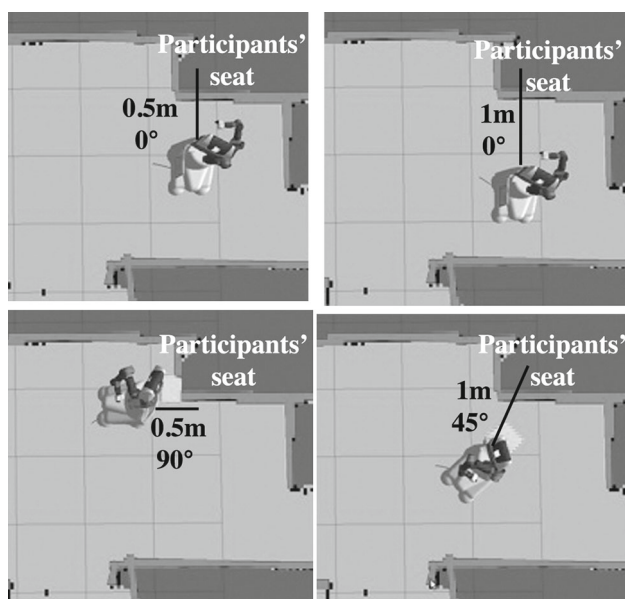 Participants’
seat
0.5m
0°
Participants’
seat
1m
0°
Participants’
seat
0.5m
90°
Participants’
seat
1m
45°